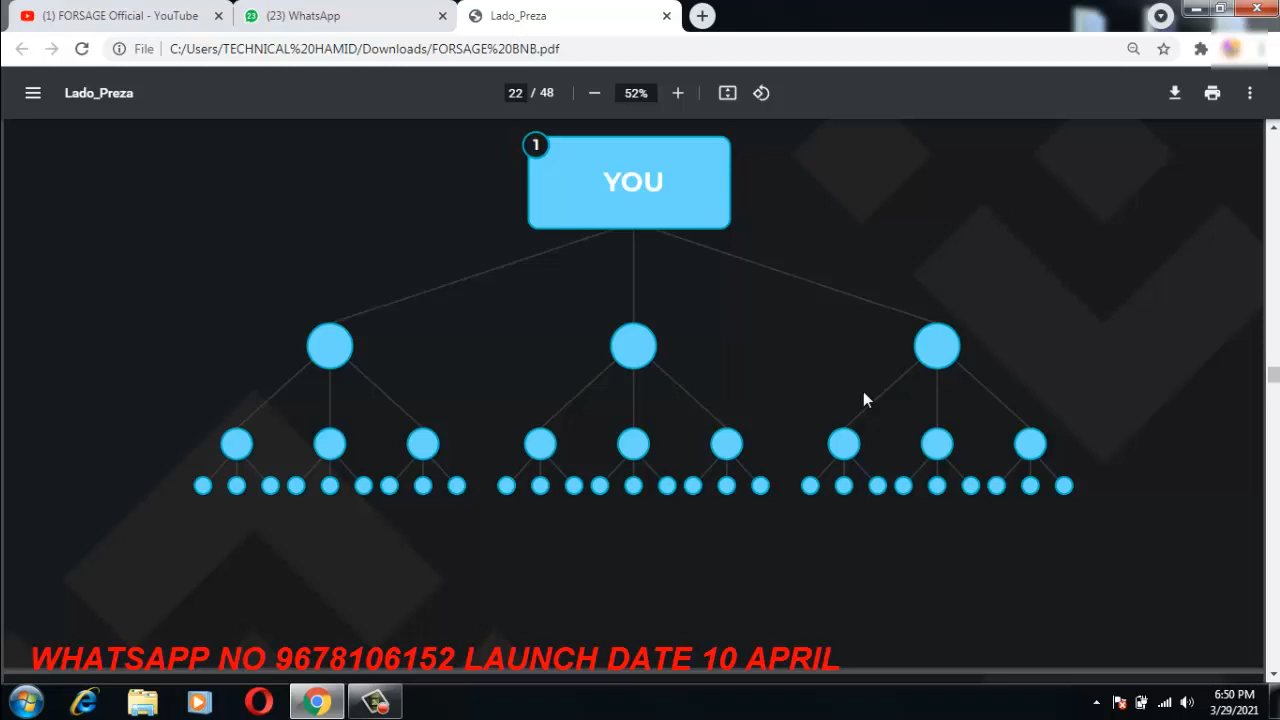 (1) FORSAGE Official - YouTube
(23) WhatsApp
Lado_Preza
File C:/Users/TECHNICAL%20HAMID/Downloads/FORSAGE%20BNB.pdf
Lado_Preza
22 / 48
52%
1
YOU
WHATSAPP NO 9678106152 LAUNCH DATE 10 APRIL
6:50 PM
3/29/2021